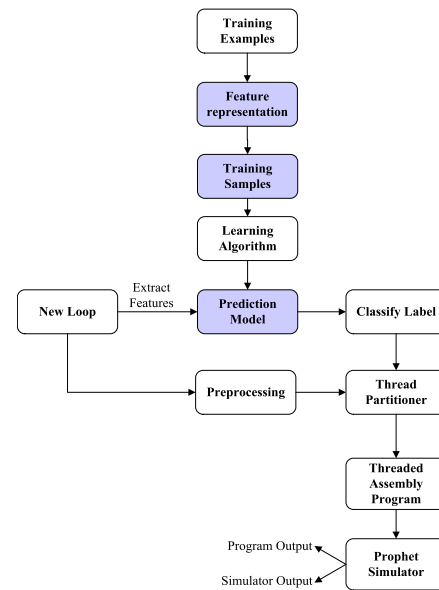 Training
Examples
Feature
representation
Training
Samples
Learning
Algorithm
Extract
Features
New Loop
Prediction
Model
Classify Label
Preprocessing
Thread
Partitioner
Threaded
Assembly
Program
Program Output
Simulator Output
Prophet
Simulator